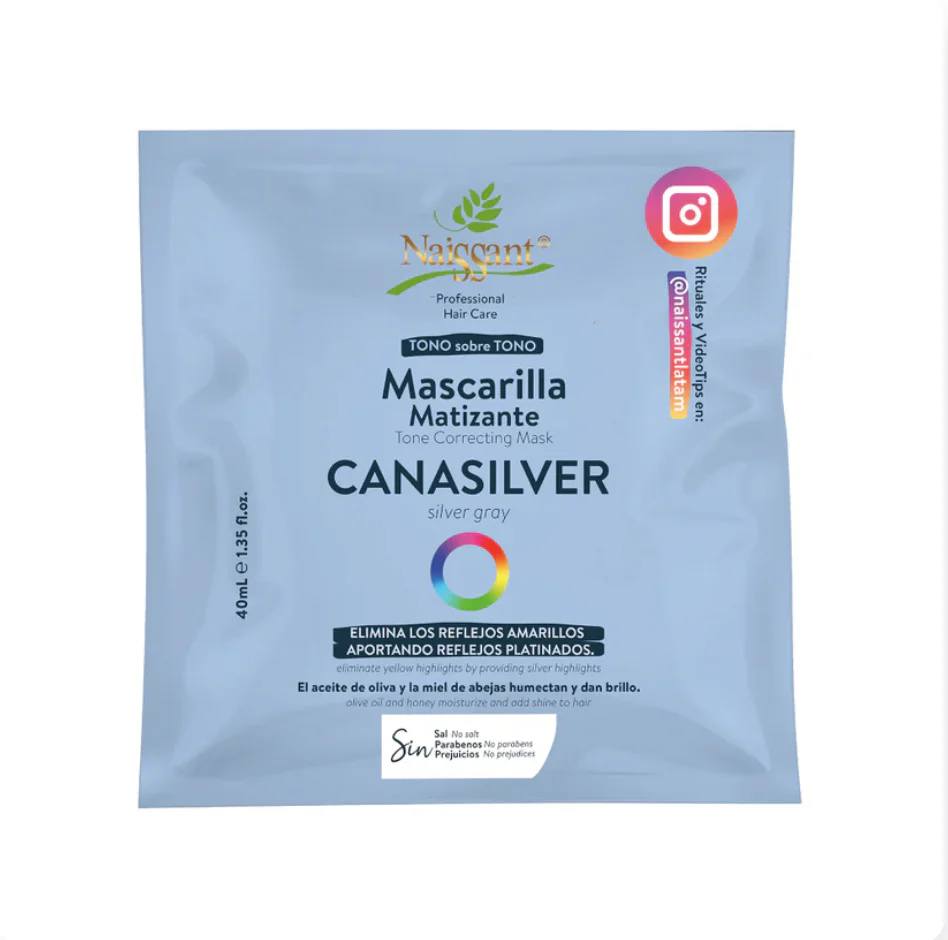 Naissant®
Professional
Hair Care
TONO sobre TONO
Mascarilla
Matizante
Tone Correcting Mask
CANASILVER
silver gray
ELIMINA LOS REFLEJOS AMARILLOS
APORTANDO REFLEJOS PLATINADOS.
eliminate yellow highlights by providing silver highlights
El aceite de oliva y la miel de abejas humectan y dan brillo.
olive oil and honey moisturize and add shine to hair
Sin
Sal No salt
Parabenos No parabens
Prejuicios No prejudices
40mL ℮ 1.35 fl.oz.
Rituales y VideoTips en:
@naissantlatam